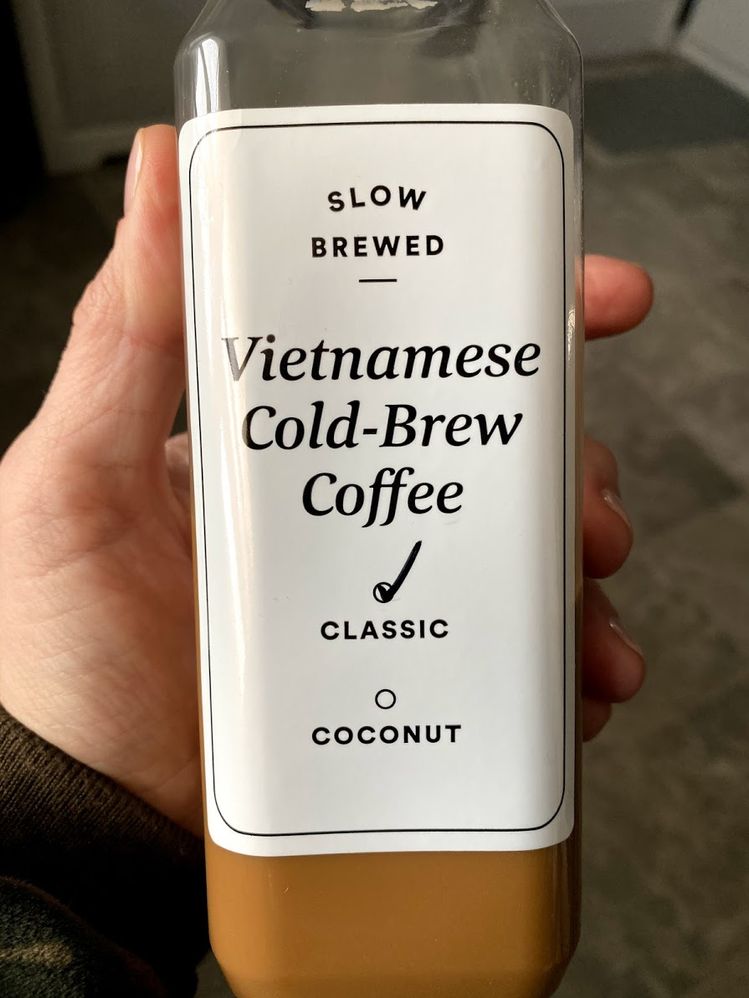 SLOW
BREWED
Vietnamese
Cold-Brew
Coffee
CLASSIC
COCONUT